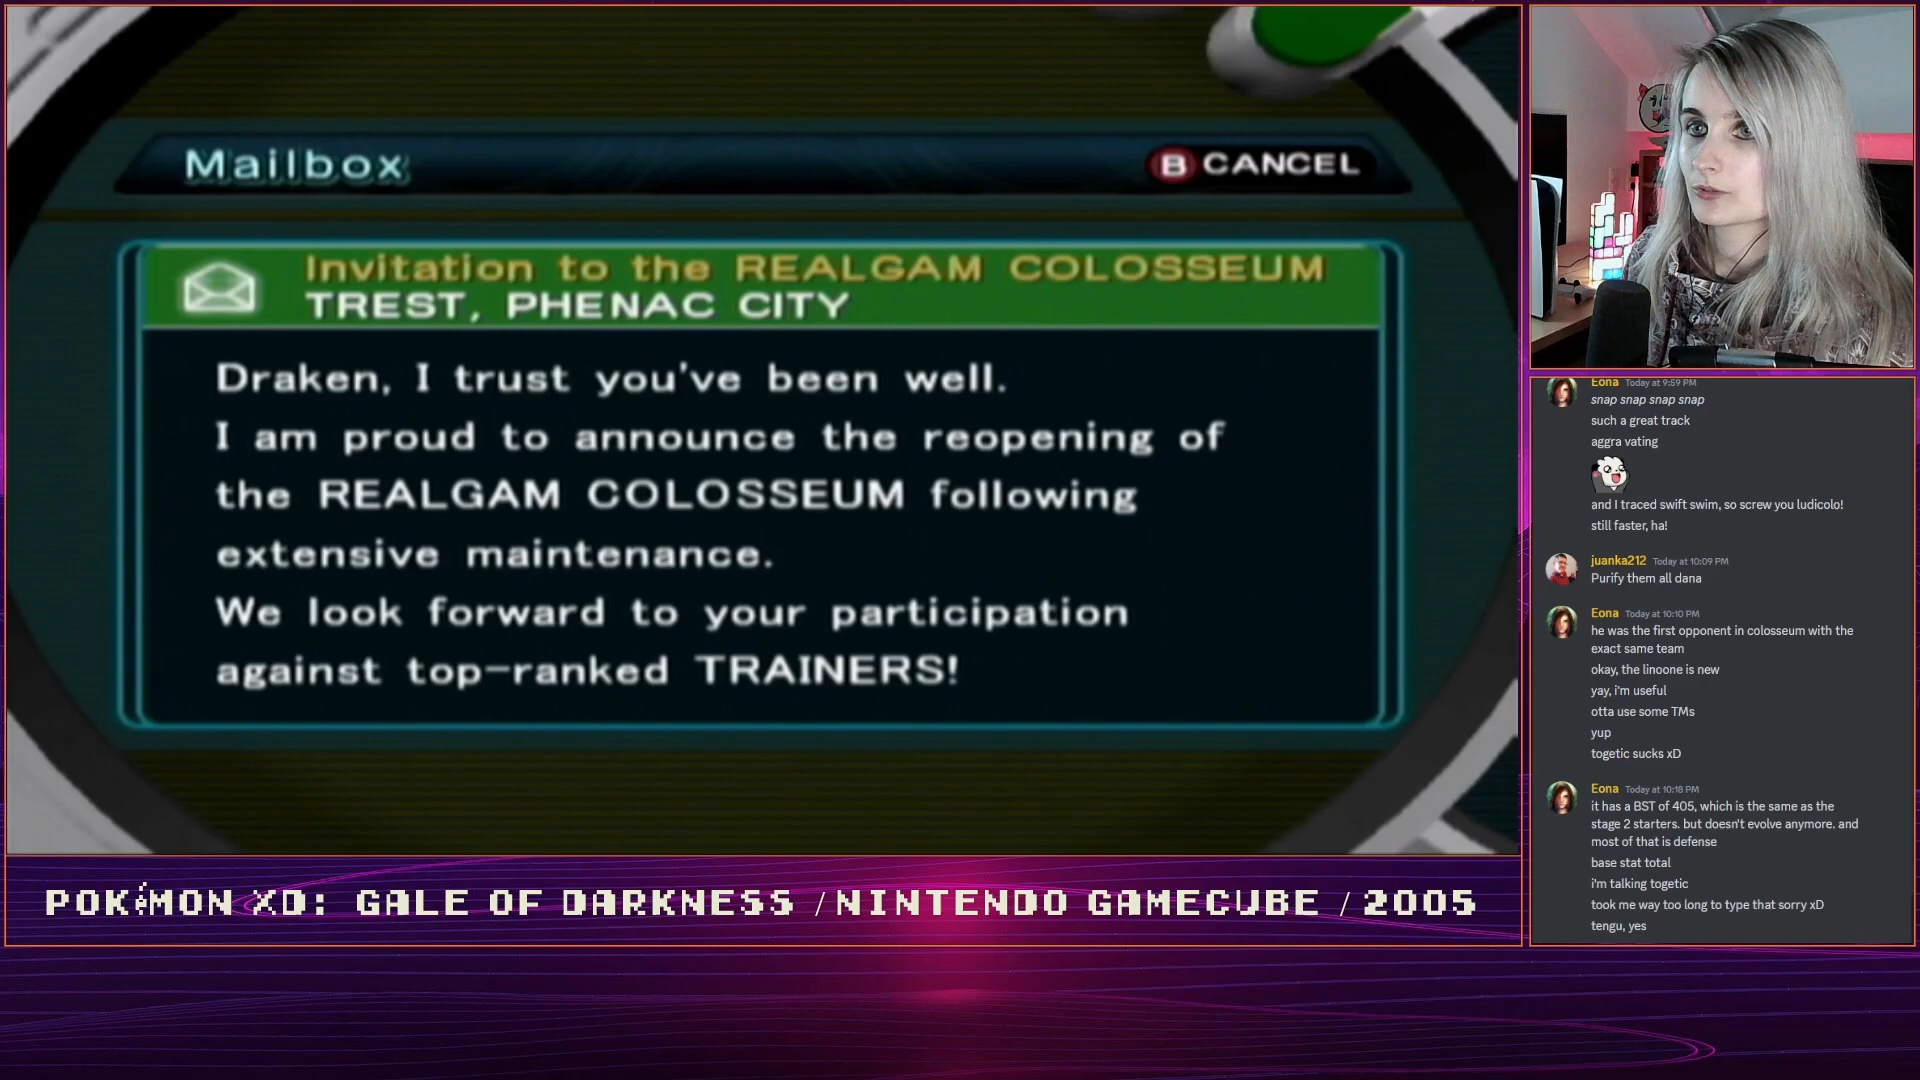 Mailbox
B CANCEL
Invitation to the REALGAM COLOSSEUM
TREST, PHENAC CITY
Draken, I trust you've been well.
I am proud to announce the reopening of
the REALGAM COLOSSEUM following
extensive maintenance.
We look forward to your participation
against top-ranked TRAINERS!
POKéMON XD: GALE OF DARKNESS / NINTENDO GAMECUBE / 2005
Eona Today at 9:59 PM
snap snap snap snap
such a great track
aggra vating
and I traced swift swim, so screw you ludicolo!
still faster, ha!
juanka212 Today at 10:09 PM
Purify them all dana
Eona Today at 10:10 PM
he was the first opponent in colosseum with the
exact same team
okay, the linoone is new
yay, i'm useful
otta use some TMs
yup
togetic sucks xD
Eona Today at 10:18 PM
it has a BST of 405, which is the same as the
stage 2 starters. but doesn't evolve anymore. and
most of that is defense
base stat total
i'm talking togetic
took me way too long to type that sorry xD
tengu, yes